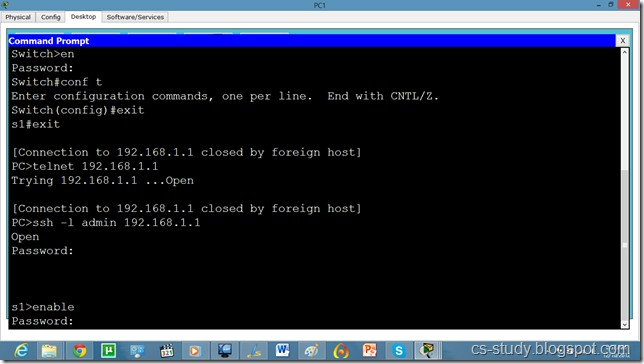 PC1
Physical Config Desktop Software/Services
Command Prompt X
Switch>en
Password:
Switch#conf t
Enter configuration commands, one per line. End with CNTL/Z.
Switch(config)#exit
s1#exit
[Connection to 192.168.1.1 closed by foreign host]
PC>telnet 192.168.1.1
Trying 192.168.1.1 ...Open
[Connection to 192.168.1.1 closed by foreign host]
PC>ssh -l admin 192.168.1.1
Open
Password:
s1>enable
Password:
cs-study.blogspot.com